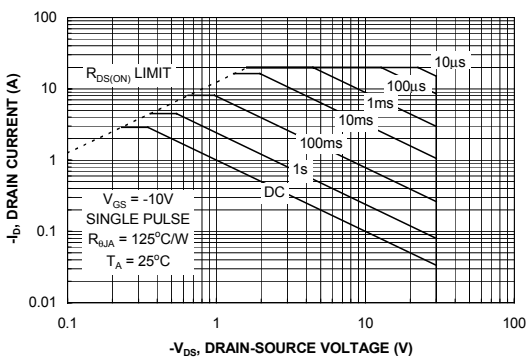 100
10
1
0.1
0.01
-I_D, DRAIN CURRENT (A)
R_DS(ON) LIMIT
10µs
100µs
1ms
10ms
100ms
1s
DC
V_GS = -10V
SINGLE PULSE
R_θJA = 125°C/W
T_A = 25°C
0.1
1
10
100
-V_DS, DRAIN-SOURCE VOLTAGE (V)